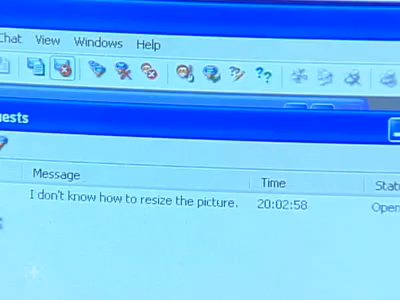 Chat View Windows Help
uests
Message Time Stat
I don't know how to resize the picture. 20:02:58 Open